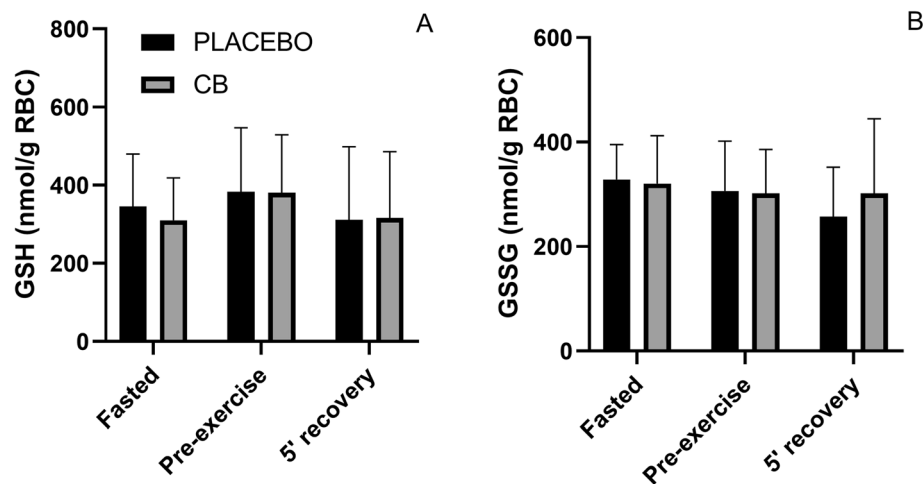 A
PLACEBO
CB
GSH (nmol/g RBC)
800
600
400
200
0
Fasted
Pre-exercise
5' recovery
B
GSSG (nmol/g RBC)
600
400
200
0
Fasted
Pre-exercise
5' recovery